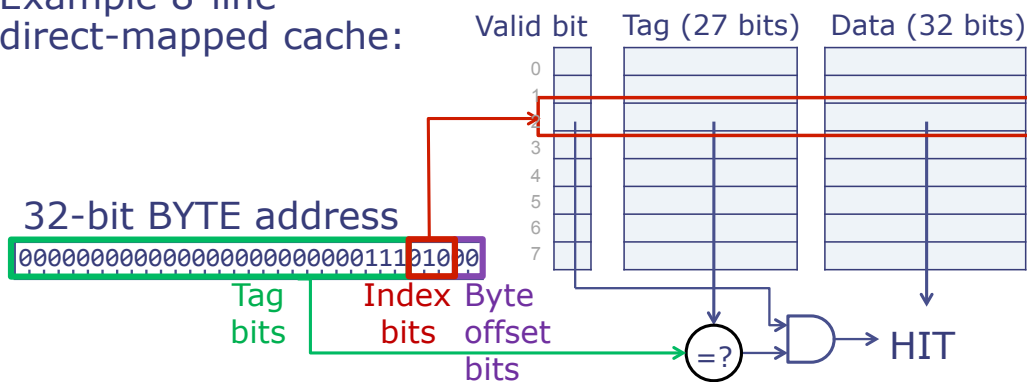 Example 8-line
direct-mapped cache:
Valid bit Tag (27 bits) Data (32 bits)
0
1
2
3
4
5
6
7
32-bit BYTE address
00000000000000000000000011101000
Tag bits
Index bits
Byte offset bits
=?
HIT